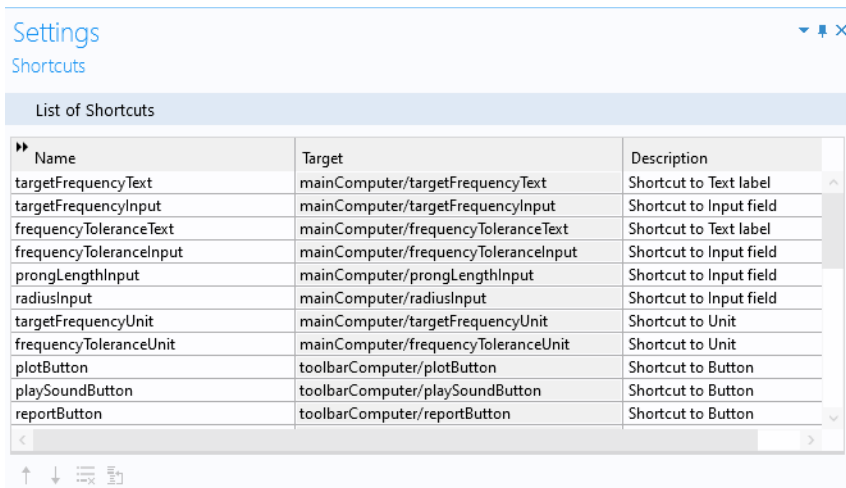 Settings
Shortcuts
List of Shortcuts
Name Target Description
targetFrequencyText mainComputer/targetFrequencyText Shortcut to Text label
targetFrequencyInput mainComputer/targetFrequencyInput Shortcut to Input field
frequencyToleranceText mainComputer/frequencyToleranceText Shortcut to Text label
frequencyToleranceInput mainComputer/frequencyToleranceInput Shortcut to Input field
prongLengthInput mainComputer/prongLengthInput Shortcut to Input field
radiusInput mainComputer/radiusInput Shortcut to Input field
targetFrequencyUnit mainComputer/targetFrequencyUnit Shortcut to Unit
frequencyToleranceUnit mainComputer/frequencyToleranceUnit Shortcut to Unit
plotButton toolbarComputer/plotButton Shortcut to Button
playSoundButton toolbarComputer/playSoundButton Shortcut to Button
reportButton toolbarComputer/reportButton Shortcut to Button